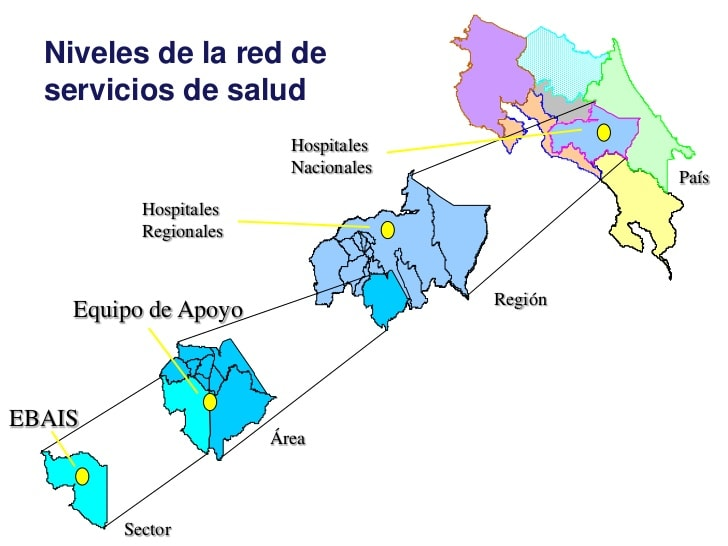 Niveles de la red de
servicios de salud
Hospitales
Nacionales
País
Hospitales
Regionales
Región
Equipo de Apoyo
EBAIS
Área
Sector